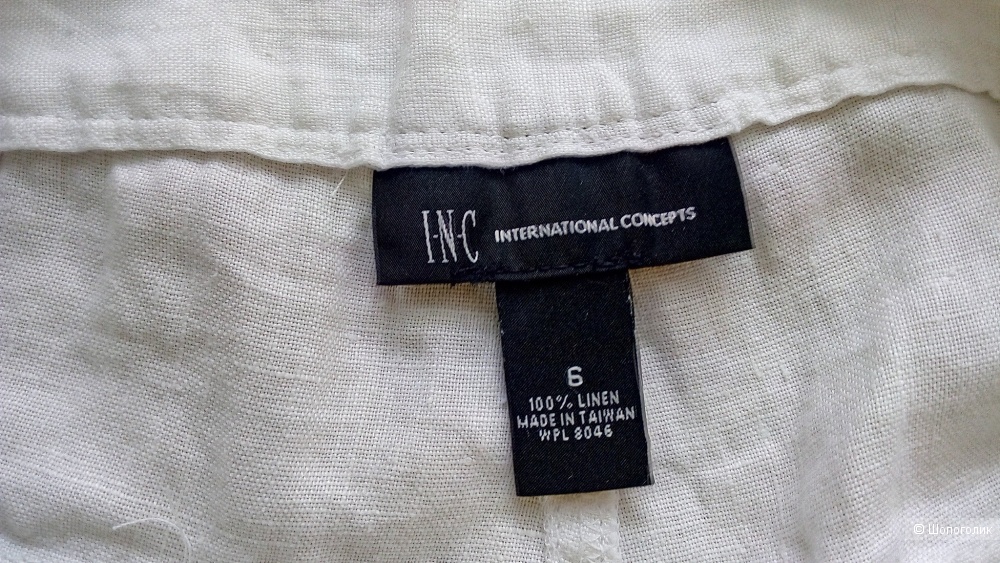 I·N·C INTERNATIONAL CONCEPTS
6
100% LINEN
MADE IN TAIWAN
WPL 8046
© Шопоголик